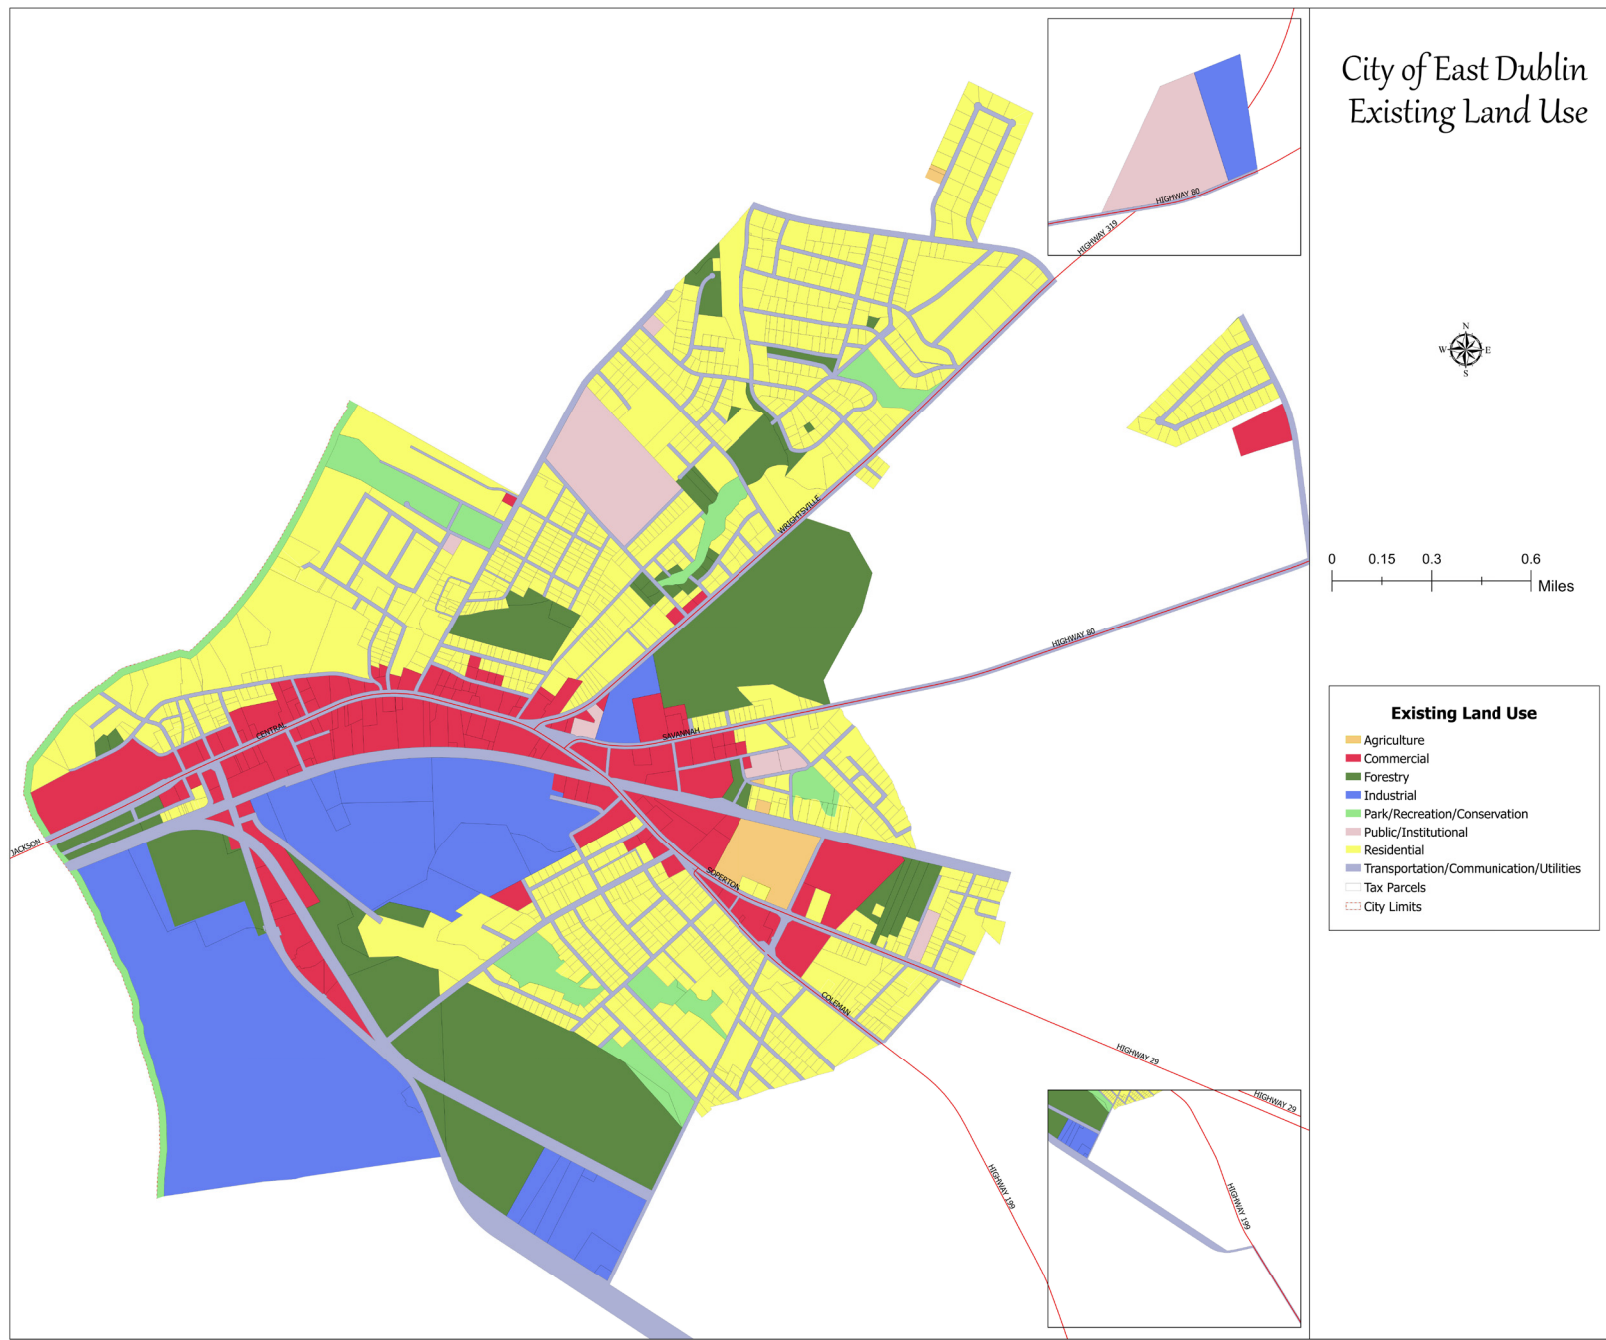 City of East Dublin
Existing Land Use
HIGHWAY 80
HIGHWAY 319
N
W
E
S
WRIGHTSVILLE
0
0.15
0.3
0.6
Miles
HIGHWAY 80
CENTRAL
SAVANNAH
JACKSON
SOPERTON
COLEMAN
HIGHWAY 29
HIGHWAY 29
HIGHWAY 199
HIGHWAY 199
Existing Land Use
Agriculture
Commercial
Forestry
Industrial
Park/Recreation/Conservation
Public/Institutional
Residential
Transportation/Communication/Utilities
Tax Parcels
City Limits